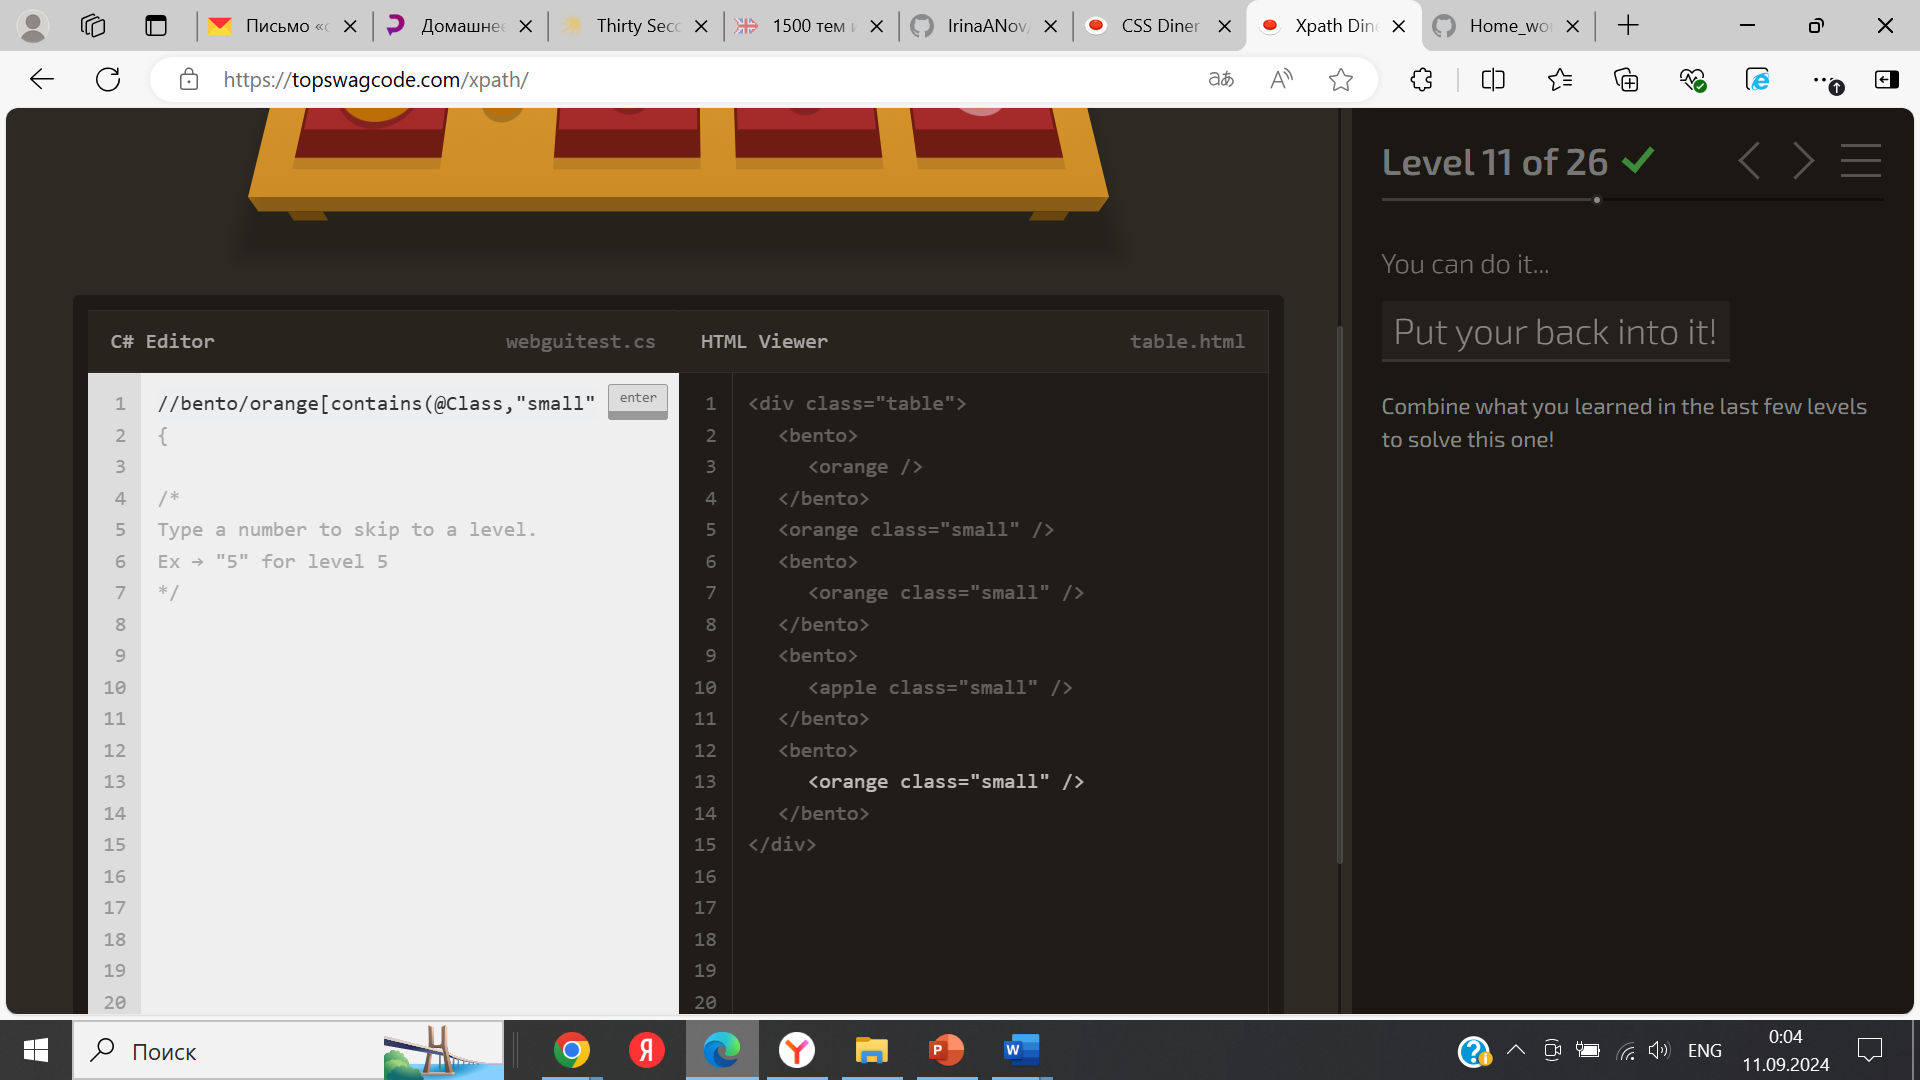 Письмо «с
Домашнее
Thirty Seco
1500 тем и
IrinaANov
CSS Diner
Xpath Dine
Home_wor
https://topswagcode.com/xpath/
Level 11 of 26
You can do it...
Put your back into it!
Combine what you learned in the last few levels
to solve this one!
C# Editor
webguitest.cs
HTML Viewer
table.html
1 //bento/orange[contains(@Class,"small"
enter
2 {
3
4 /*
5 Type a number to skip to a level.
6 Ex → "5" for level 5
7 */
8
9
10
11
12
13
14
15
16
17
18
19
20
1 <div class="table">
2 <bento>
3 <orange />
4 </bento>
5 <orange class="small" />
6 <bento>
7 <orange class="small" />
8 </bento>
9 <bento>
10 <apple class="small" />
11 </bento>
12 <bento>
13 <orange class="small" />
14 </bento>
15 </div>
16
17
18
19
20
Поиск
ENG
0:04
11.09.2024